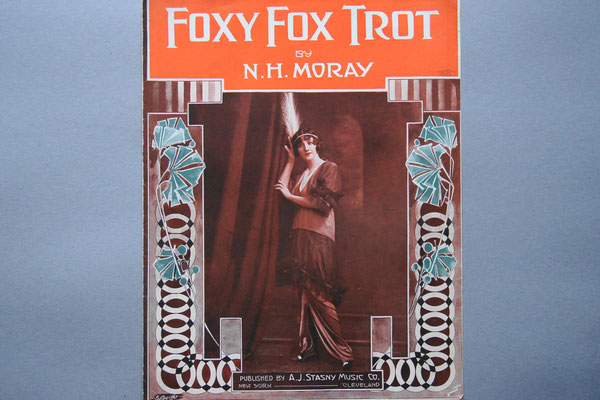 FOXY FOX TROT
BY
N.H. MORAY
PUBLISHED BY A.J. STASNY MUSIC CO.
NEW YORK CLEVELAND